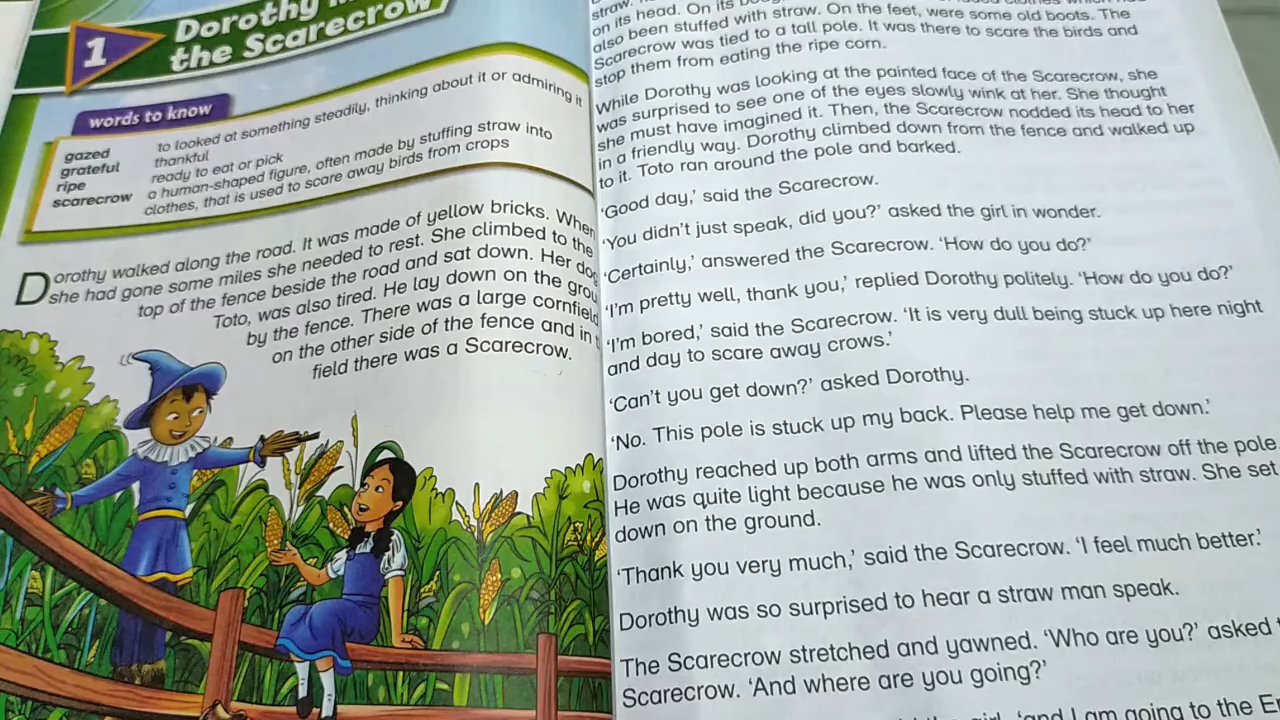 1
Dorothy
the Scarecrow
words to know
gazed to looked at something steadily, thinking about it or admiring it
grateful thankful
ripe ready to eat or pick
scarecrow a human-shaped figure, often made by stuffing straw into
clothes, that is used to scare away birds from crops
Dorothy walked along the road. It was made of yellow bricks. When
she had gone some miles she needed to rest. She climbed to the
top of the fence beside the road and sat down. Her dog
Toto, was also tired. He lay down on the
by the fence. There was a large cornfield
on the other side of the fence and in
field there was a Scarecrow.
straw.
on its head. On its
also been stuffed with straw. On the feet, were some old boots. The
Scarecrow was tied to a tall pole. It was there to scare the birds and
stop them from eating the ripe corn.
While Dorothy was looking at the painted face of the Scarecrow, she
was surprised to see one of the eyes slowly wink at her. She thought
she must have imagined it. Then, the Scarecrow nodded its head to her
in a friendly way. Dorothy climbed down from the fence and walked up
to it. Toto ran around the pole and barked.
‘Good day,’ said the Scarecrow.
‘You didn’t just speak, did you?’ asked the girl in wonder.
‘Certainly,’ answered the Scarecrow. ‘How do you do?’
‘I’m pretty well, thank you,’ replied Dorothy politely. ‘How do you do?’
‘I’m bored,’ said the Scarecrow. ‘It is very dull being stuck up here night
and day to scare away crows.’
‘Can’t you get down?’ asked Dorothy.
‘No. This pole is stuck up my back. Please help me get down.’
Dorothy reached up both arms and lifted the Scarecrow off the pole
He was quite light because he was only stuffed with straw. She set
down on the ground.
‘Thank you very much,’ said the Scarecrow. ‘I feel much better.’
Dorothy was so surprised to hear a straw man speak.
The Scarecrow stretched and yawned. ‘Who are you?’ asked
Scarecrow. ‘And where are you going?’
‘and I am going to the